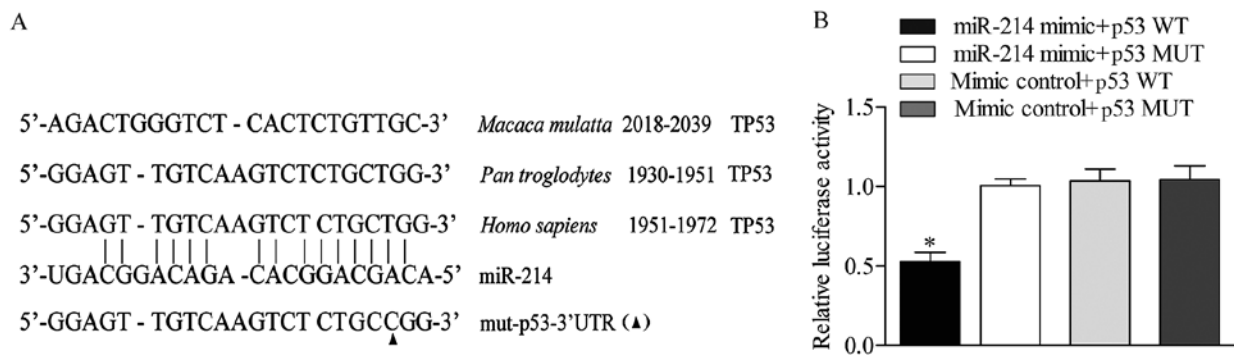 A
5’-AGACTGGGTCT - CACTCTGTTGC-3’ Macaca mulatta 2018-2039 TP53
5’-GGAGT - TGTCAAGTCTCTGCTGG-3’ Pan troglodytes 1930-1951 TP53
5’-GGAGT - TGTCAAGTCT CTGCTGG-3’ Homo sapiens 1951-1972 TP53
3’-UGACGGACAGA - CACGGACGACA-5’ miR-214
5’-GGAGT - TGTCAAGTCT CTGCCGG-3’ mut-p53-3’UTR (▲)
▲
B
miR-214 mimic+p53 WT
miR-214 mimic+p53 MUT
Mimic control+p53 WT
Mimic control+p53 MUT
Relative luciferase activity
1.5
1.0
0.5
0.0
*